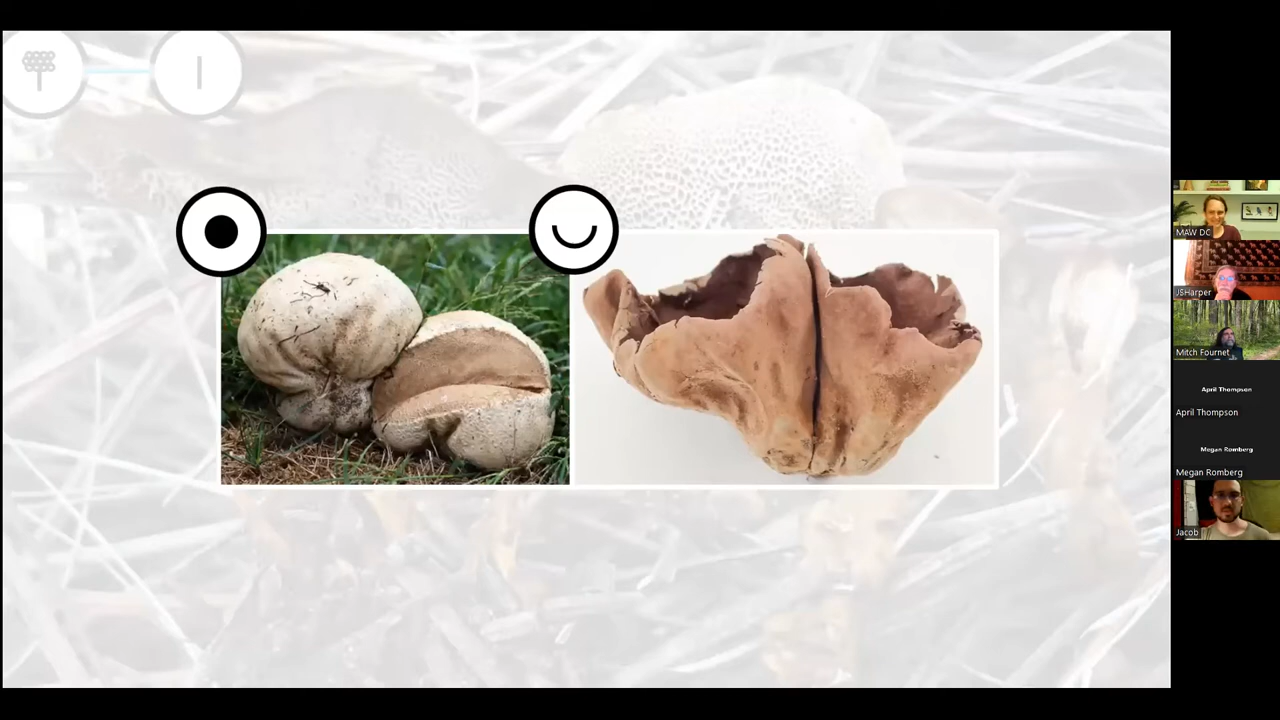 MAW DC
JSHarper
Mitch Fournet
April Thompson
April Thompson
Megan Romberg
Megan Romberg
Jacob